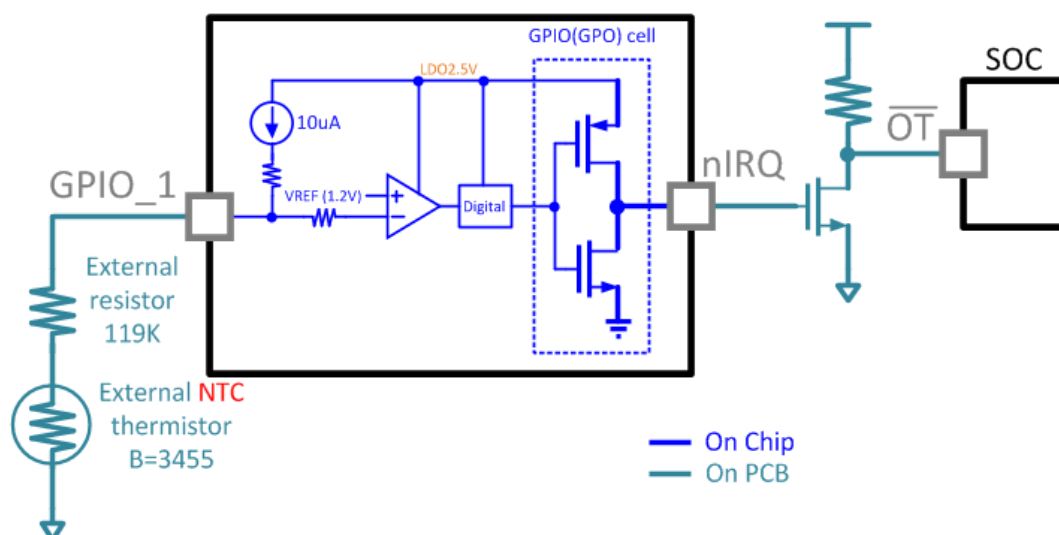 GPIO(GPO) cell
LDO2.5V
SOC
10uA
OT
GPIO_1
VREF (1.2V)
+
−
Digital
nIRQ
External
resistor
119K
External NTC
thermistor
B=3455
On Chip
On PCB